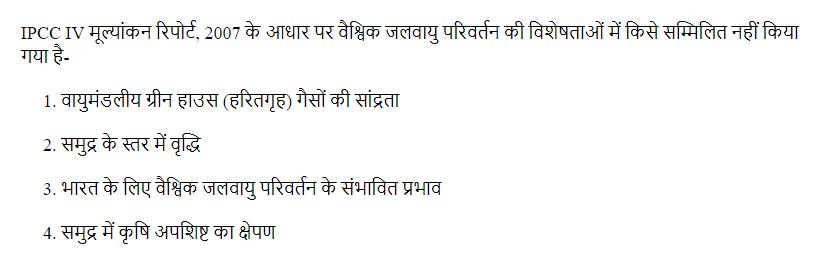 IPCC IV मूल्यांकन रिपोर्ट, 2007 के आधार पर वैश्विक जलवायु परिवर्तन की विशेषताओं में किसे सम्मिलित नहीं किया
गया है-
1. वायुमंडलीय ग्रीन हाउस (हरितगृह) गैसों की सांद्रता
2. समुद्र के स्तर में वृद्धि
3. भारत के लिए वैश्विक जलवायु परिवर्तन के संभावित प्रभाव
4. समुद्र में कृषि अपशिष्ट का क्षेपण